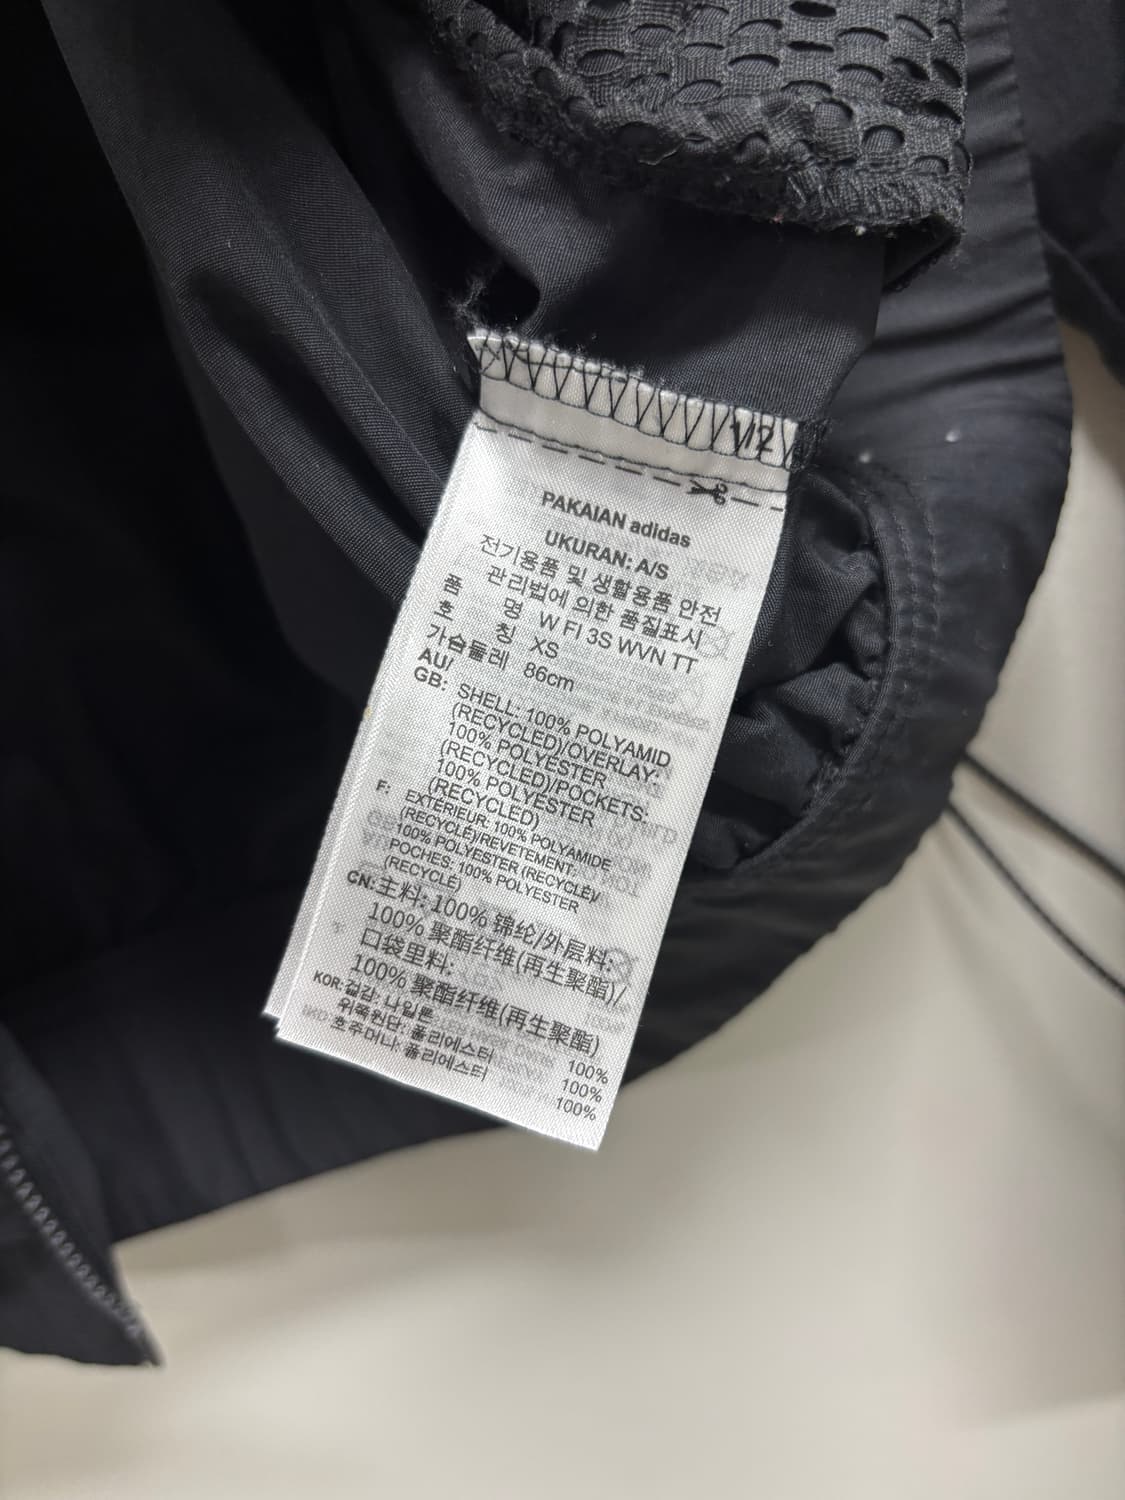 1/2
PAKAIAN adidas
UKURAN: A/S
전기용품 및 생활용품 안전
관리법에 의한 품질표시
품 명 W FI 3S WVN TT
호 칭 XS
가슴둘레 86cm
AU/
GB: SHELL: 100% POLYAMID
(RECYCLED)/OVERLAY:
100% POLYESTER
(RECYCLED)/POCKETS:
100% POLYESTER
(RECYCLED)
F: EXTÉRIEUR: 100% POLYAMIDE
(RECYCLÉ)/REVETEMENT:
100% POLYESTER (RECYCLÉ)/
POCHES: 100% POLYESTER
(RECYCLÉ)
CN: 主料: 100% 锦纶/外层料:
100% 聚酯纤维(再生聚酯)/
口袋里料:
100% 聚酯纤维(再生聚酯)
KOR: 겉감: 나일론 100%
위쪽원단: 폴리에스터 100%
호주머니: 폴리에스터 100%